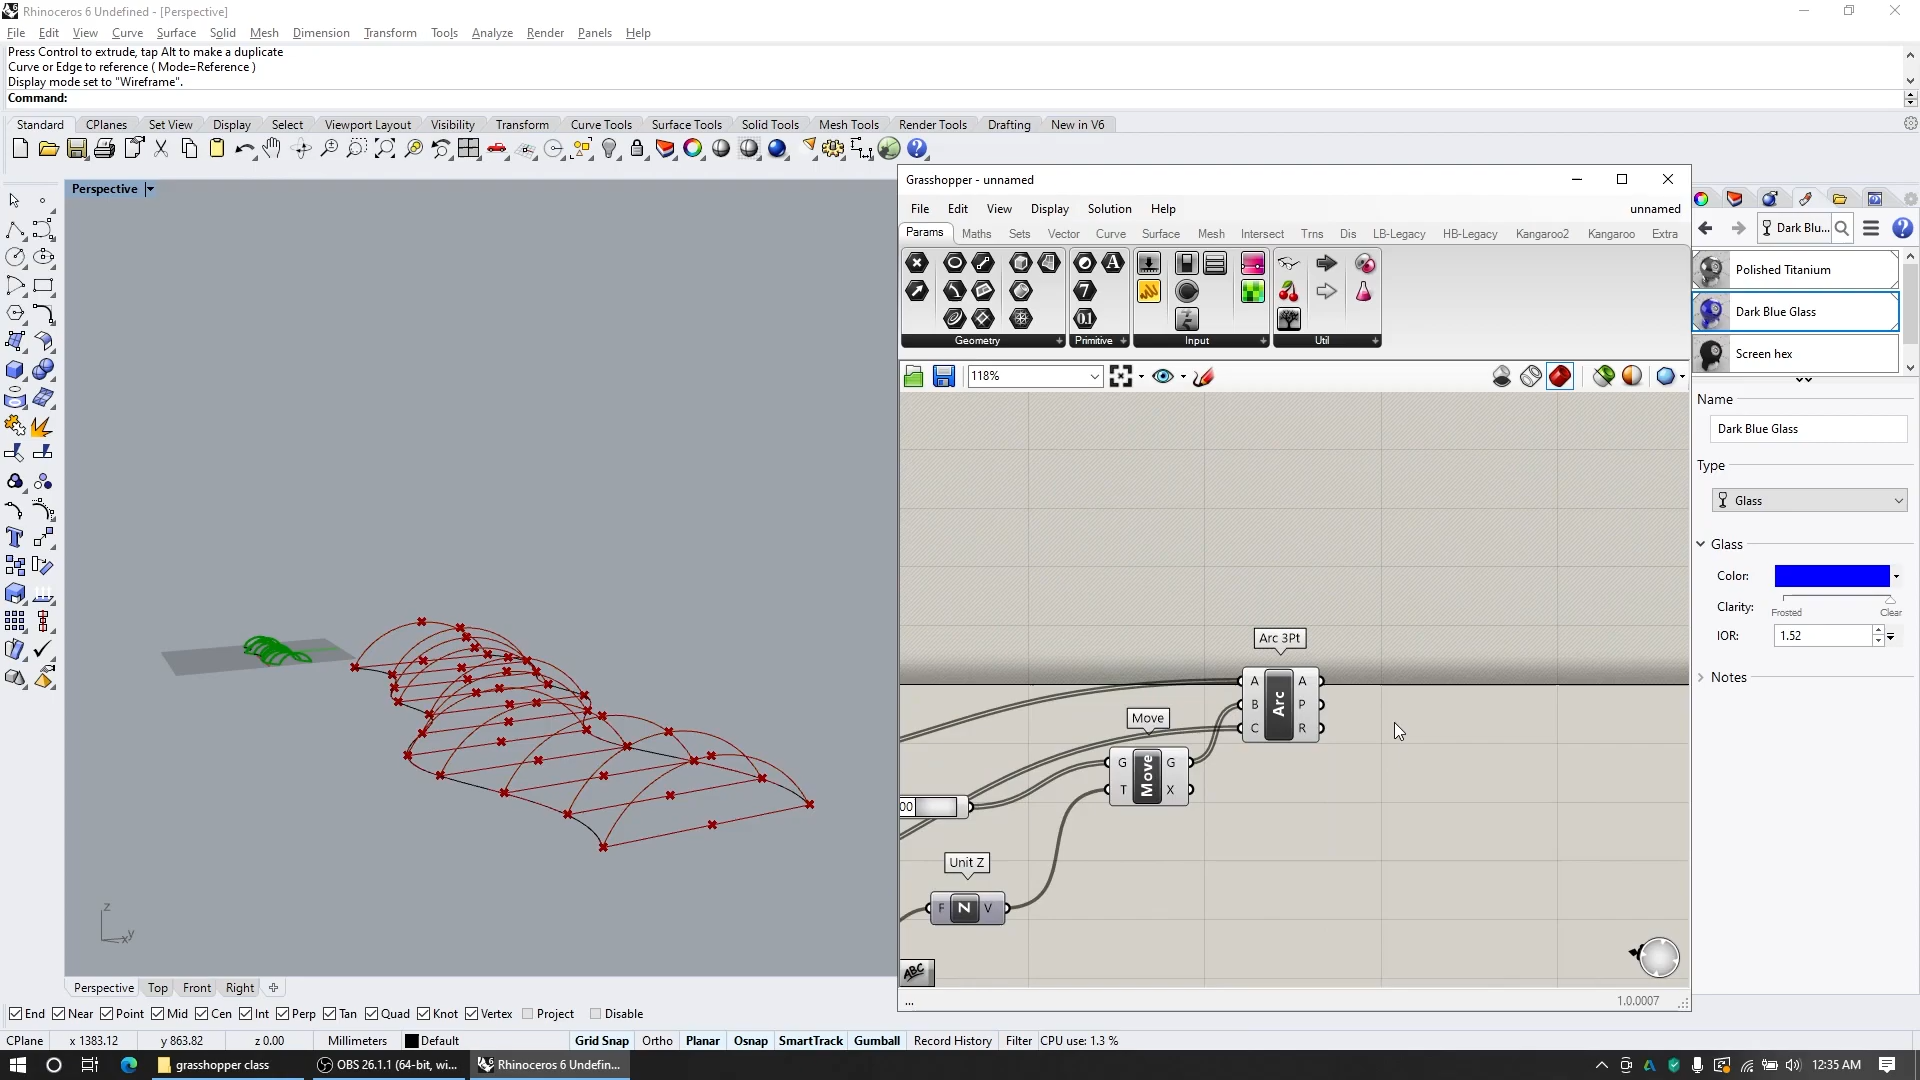 Rhinoceros 6 Undefined - [Perspective]
File Edit View Curve Surface Solid Mesh Dimension Transform Tools Analyze Render Panels Help
Press Control to extrude, tap Alt to make a duplicate
Curve or Edge to reference ( Mode=Reference )
Display mode set to "Wireframe".
Command:
Standard CPlanes Set View Display Select Viewport Layout Visibility Transform Curve Tools Surface Tools Solid Tools Mesh Tools Render Tools Drafting New in V6
Perspective
Grasshopper - unnamed
File Edit View Display Solution Help unnamed
Params Maths Sets Vector Curve Surface Mesh Intersect Trns Dis LB-Legacy HB-Legacy Kangaroo2 Kangaroo Extra
Geometry Primitive Input Util
118%
Arc 3Pt
A B C Arc A P R
Move
G T Move G X
00
Unit Z
F Z V
ABC
...
1.0.0007
Dark Blu...
Polished Titanium
Dark Blue Glass
Screen hex
Name
Dark Blue Glass
Type
Glass
Glass
Color:
Clarity:
Frosted Clear
IOR: 1.52
Notes
z
x y
Perspective Top Front Right
End Near Point Mid Cen Int Perp Tan Quad Knot Vertex Project Disable
CPlane x 1383.12 y 863.82 z 0.00 Millimeters Default Grid Snap Ortho Planar Osnap SmartTrack Gumball Record History Filter CPU use: 1.3 %
grasshopper class OBS 26.1.1 (64-bit, wi... Rhinoceros 6 Undefin... 12:35 AM